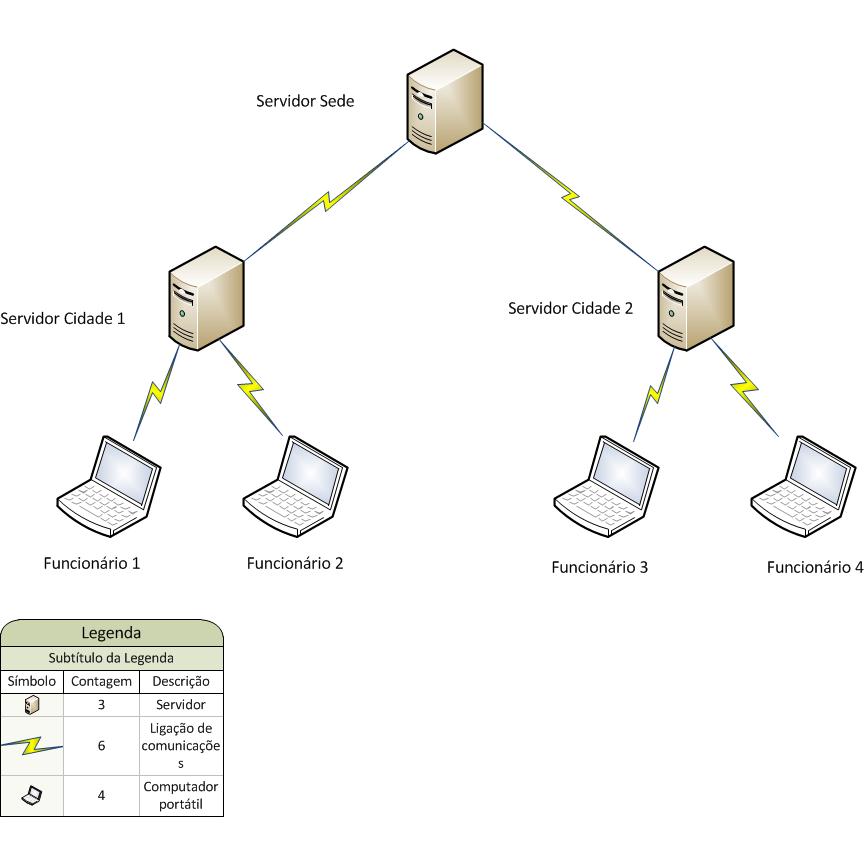 Servidor Sede
Servidor Cidade 1
Servidor Cidade 2
Funcionário 1
Funcionário 2
Funcionário 3
Funcionário 4
Legenda
Subtítulo da Legenda
Símbolo Contagem Descrição
3 Servidor
6 Ligação de
comunicaçõe
s
4 Computador
portátil